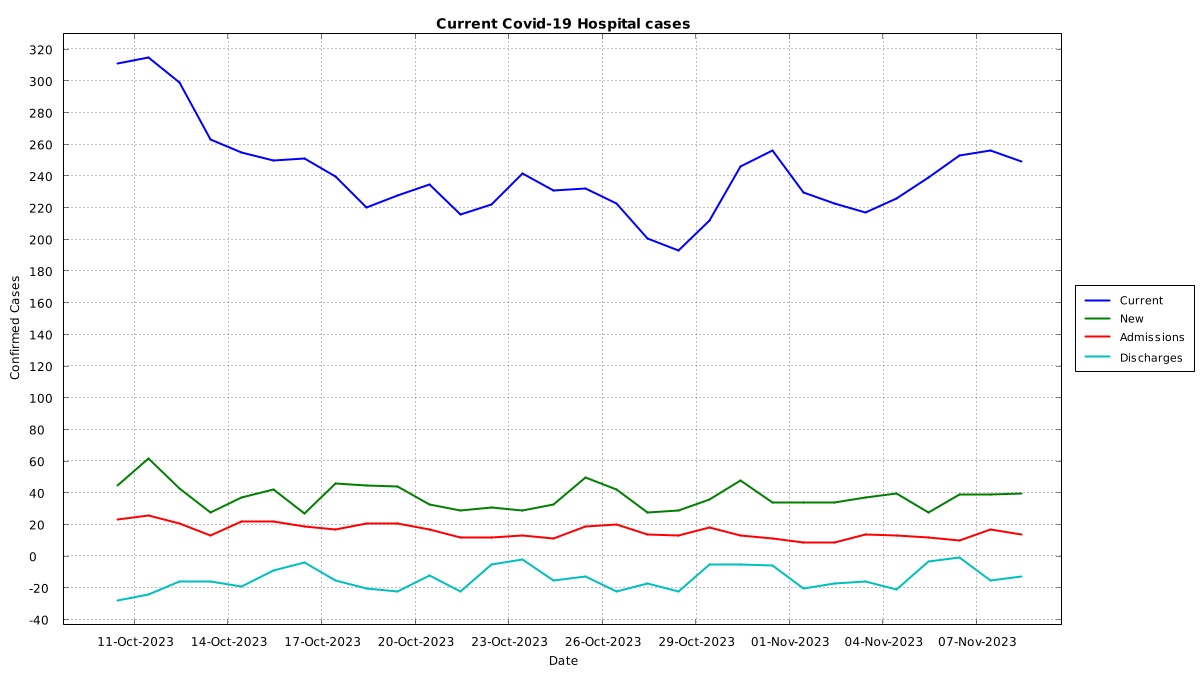 Current Covid-19 Hospital cases
320
300
280
260
240
220
200
180
160
140
120
100
80
60
40
20
0
-20
-40
Confirmed Cases
11-Oct-2023 14-Oct-2023 17-Oct-2023 20-Oct-2023 23-Oct-2023 26-Oct-2023 29-Oct-2023 01-Nov-2023 04-Nov-2023 07-Nov-2023
Date
Current
New
Admissions
Discharges